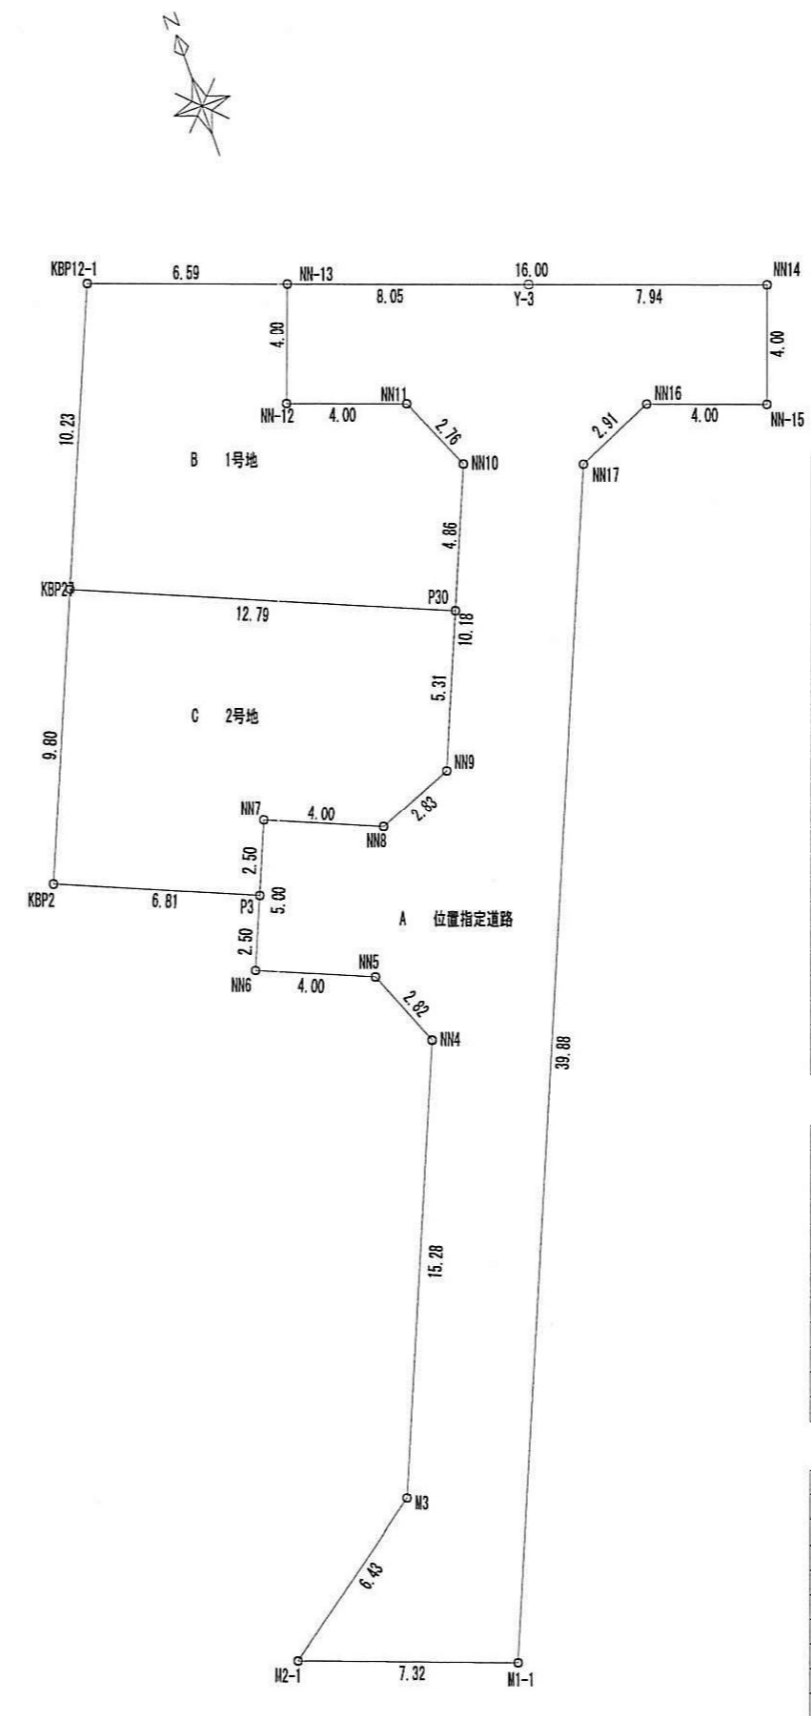 N
KBP12-1
6.59
NN-13
16.00
NN14
8.05
Y-3
7.94
4.00
4.00
NN-12
4.00
NN11
NN16
4.00
NN-15
2.76
2.91
10.23
B 1号地
NN10
NN17
4.86
KBP27
12.79
P30
10.18
5.31
C 2号地
9.80
NN9
NN7
4.00
2.83
NN8
2.50
KBP2
6.81
P3
5.00
A 位置指定道路
2.50
NN6
4.00
NN5
2.82
NN4
39.88
15.28
M3
6.43
M2-1
7.32
M1-1